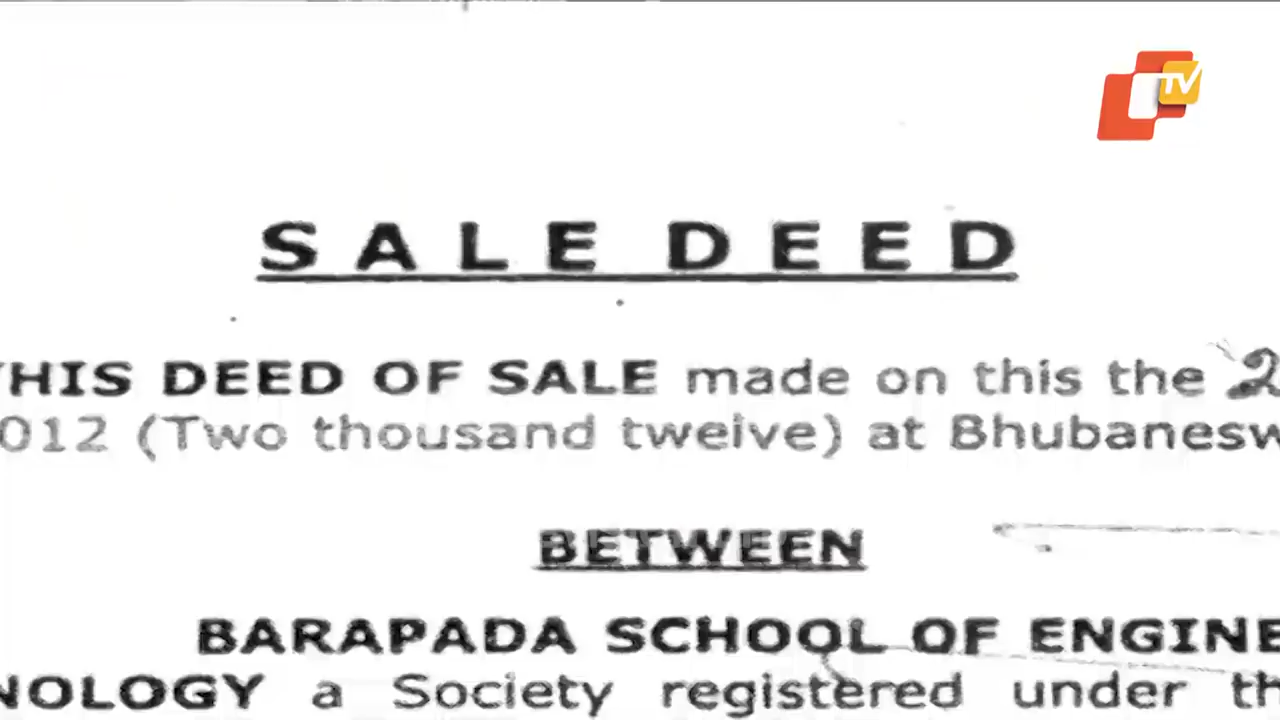 TV
SALE DEED
THIS DEED OF SALE made on this the 2
012 (Two thousand tweive) at Bhubanesw
BETWEEN
BARAPADA SCHOOL OF ENGINE
NOLOGY a Society registered under th